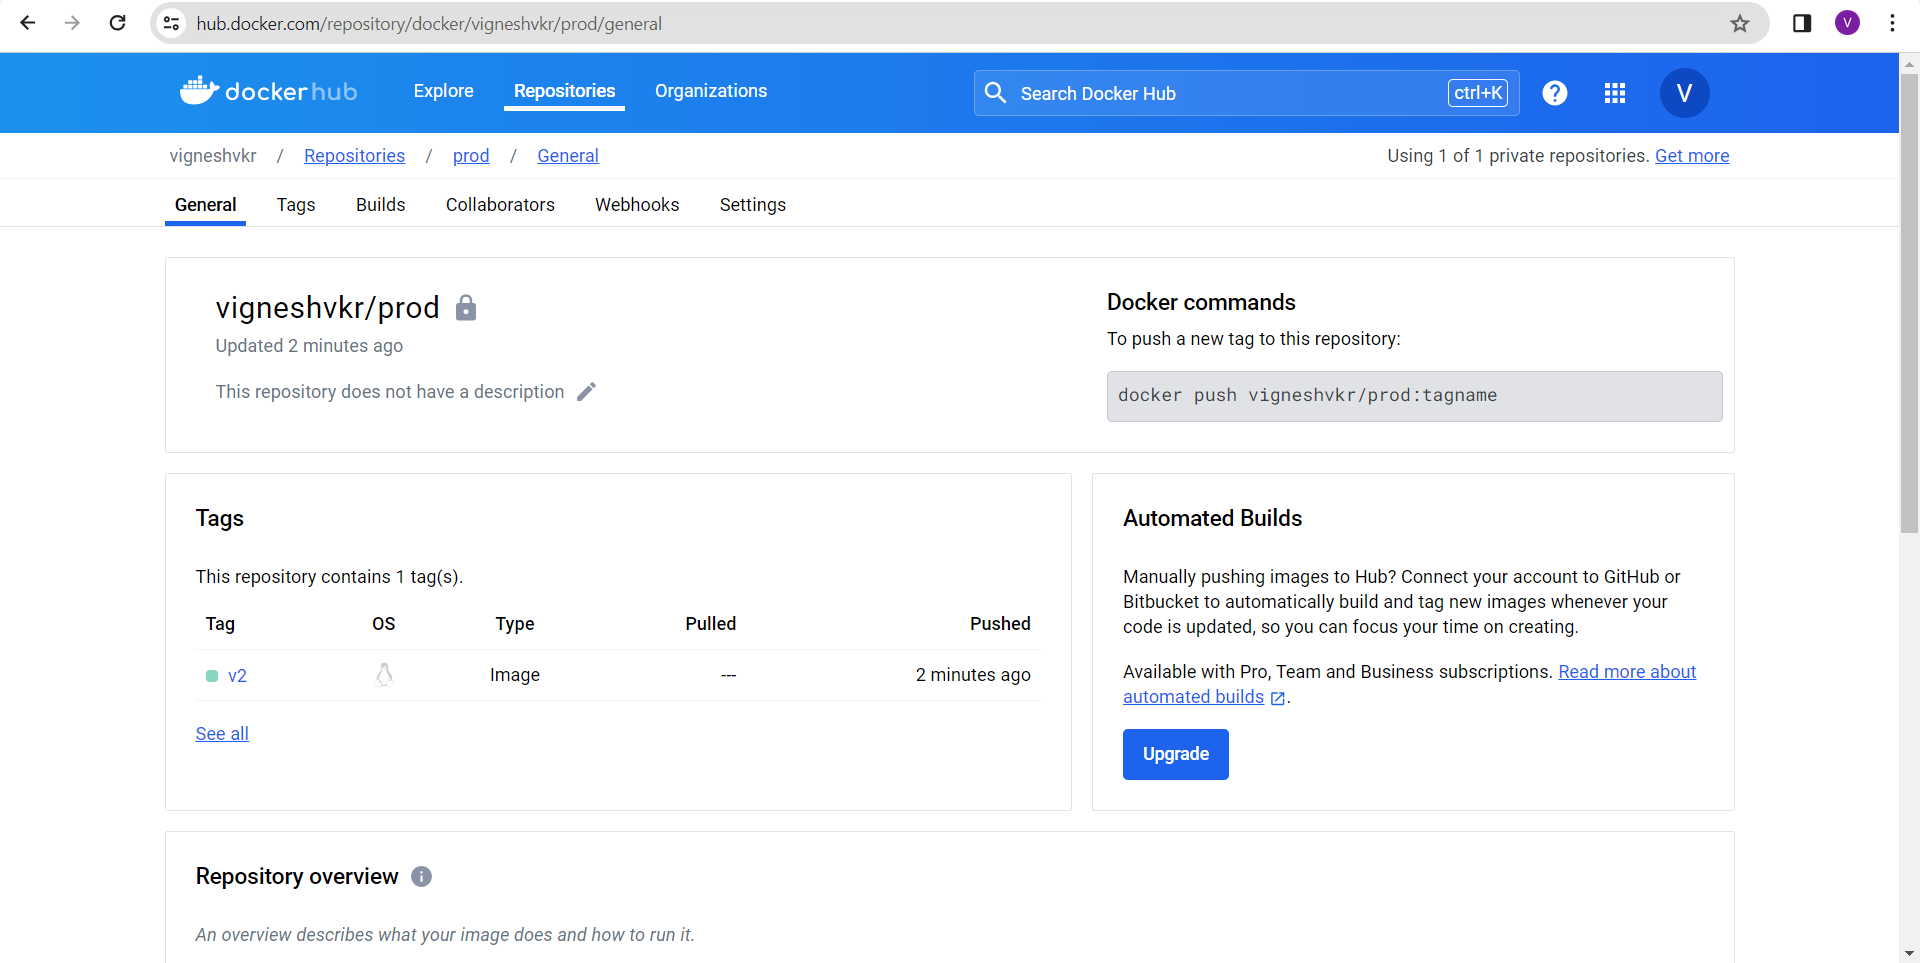 hub.docker.com/repository/docker/vigneshvkr/prod/general
V
dockerhub
Explore
Repositories
Organizations
Search Docker Hub
ctrl+K
?
V
vigneshvkr / Repositories / prod / General
Using 1 of 1 private repositories. Get more
General
Tags
Builds
Collaborators
Webhooks
Settings
vigneshvkr/prod
Updated 2 minutes ago
This repository does not have a description
Docker commands
To push a new tag to this repository:
docker push vigneshvkr/prod:tagname
Tags
This repository contains 1 tag(s).
Tag OS Type Pulled Pushed
v2 Image --- 2 minutes ago
See all
Automated Builds
Manually pushing images to Hub? Connect your account to GitHub or
Bitbucket to automatically build and tag new images whenever your
code is updated, so you can focus your time on creating.
Available with Pro, Team and Business subscriptions. Read more about
automated builds .
Upgrade
Repository overview
An overview describes what your image does and how to run it.